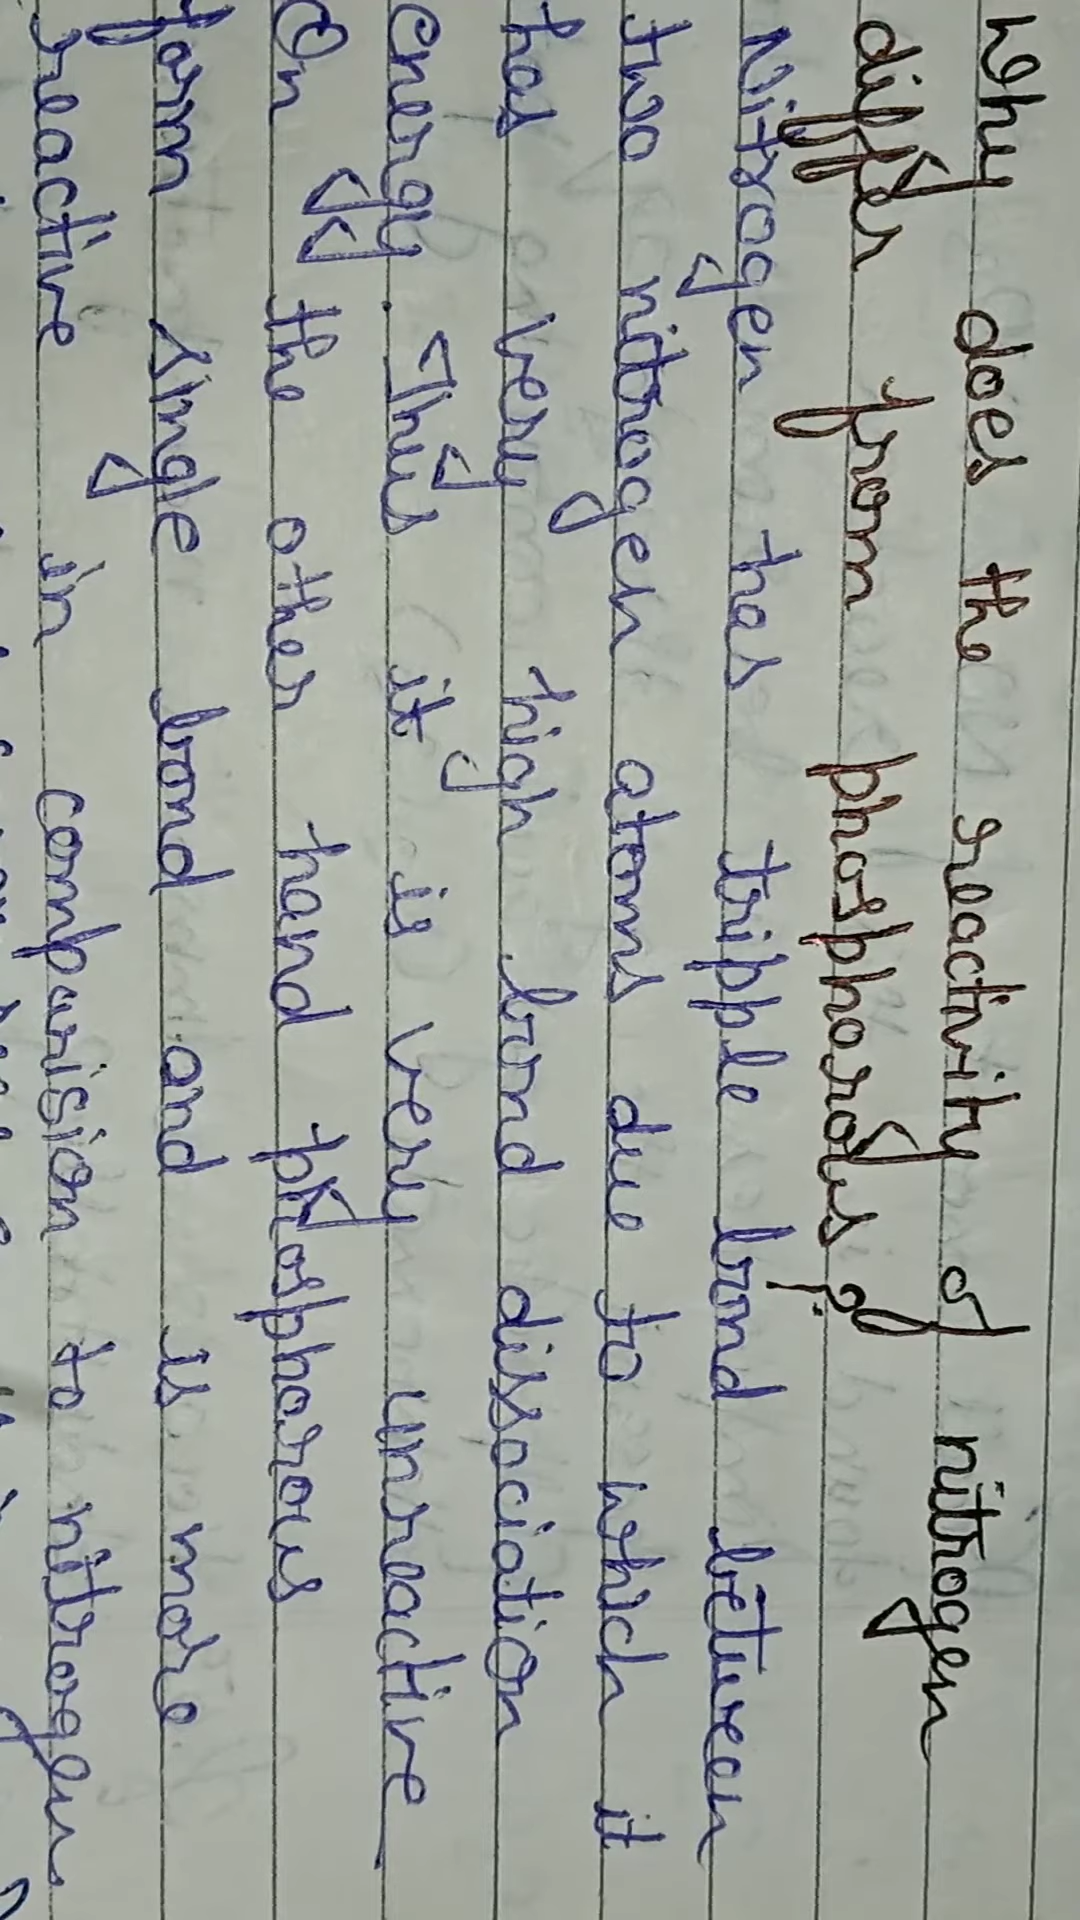 Why does the reactivity of nitrogen
differ from phosphorous?
Nitrogen has tripple bond between
two nitrogen atoms due to which it
has very high bond dissociation
energy. Thus it is very unreactive
On the other hand phosphorous
form single bond and is more
reactive in comparision to nitrogen